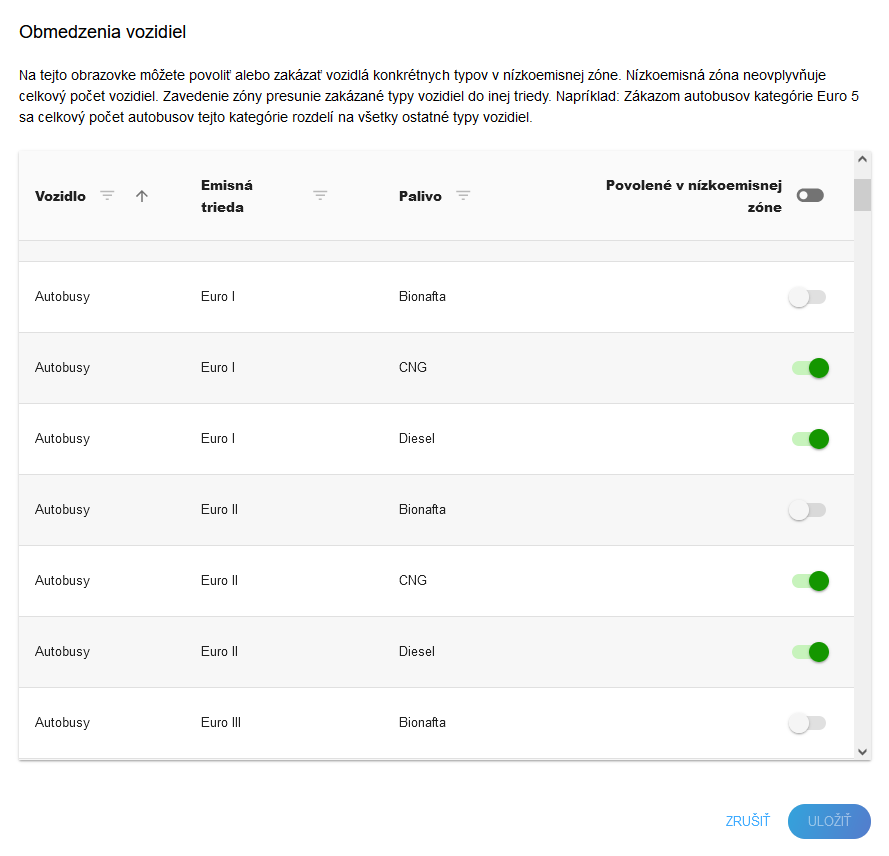 Obmedzenia vozidiel
Na tejto obrazovke môžete povoliť alebo zakázať vozidlá konkrétnych typov v nízkoemisnej zóne. Nízkoemisná zóna neovplyvňuje
celkový počet vozidiel. Zavedenie zóny presunie zakázané typy vozidiel do inej triedy. Napríklad: Zákazom autobusov kategórie Euro 5
sa celkový počet autobusov tejto kategórie rozdelí na všetky ostatné typy vozidiel.
Vozidlo Emisná trieda Palivo Povolené v nízkoemisnej zóne
Autobusy Euro I Bionafta
Autobusy Euro I CNG
Autobusy Euro I Diesel
Autobusy Euro II Bionafta
Autobusy Euro II CNG
Autobusy Euro II Diesel
Autobusy Euro III Bionafta
ZRUŠIŤ ULOŽIŤ